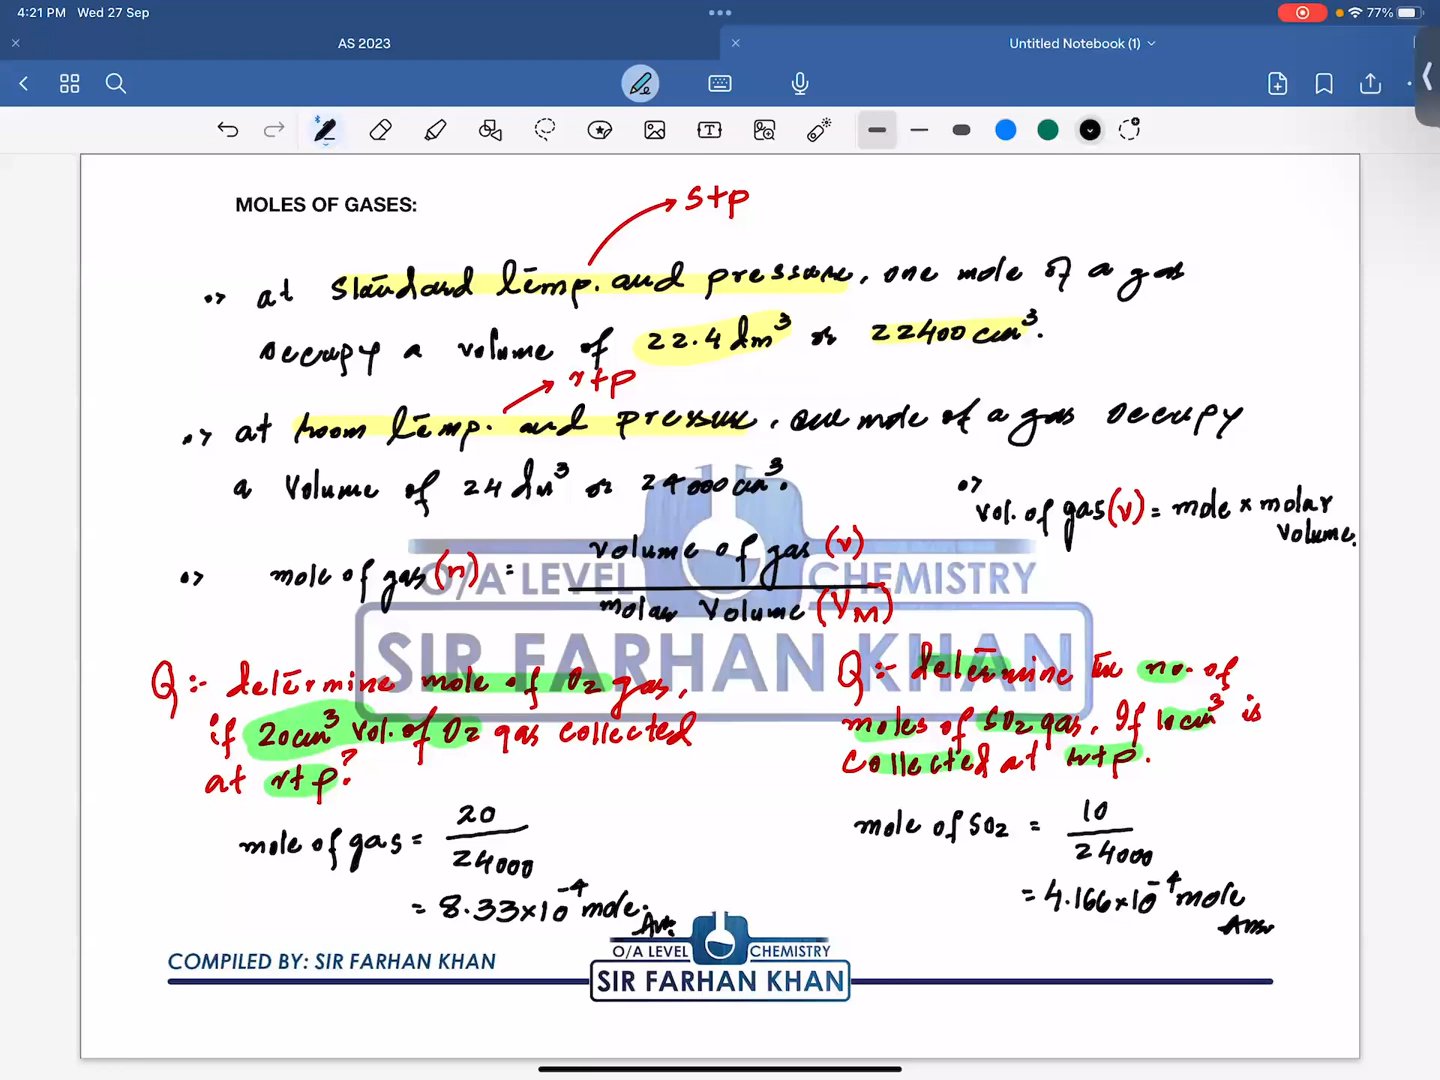 4:21 PM Wed 27 Sep
77%
AS 2023
Untitled Notebook (1)
MOLES OF GASES:
stp
at standard temp. and pressure, one mole of a gas
occupy a volume of 22.4 dm³ or 22400 cm³.
rtp
at room temp. and pressure, one mole of a gas occupy
a volume of 24 dm³ or 24000 cm³.
vol. of gas (v) = mole × molar
volume.
mole of gas (n) = volume of gas (v)
molar volume (VM)
O/A LEVEL CHEMISTRY
SIR FARHAN KHAN
Q:- determine mole of O₂ gas,
if 20cm³ vol. of O₂ gas collected
at rtp?
mole of gas = 20
24000
= 8.33×10⁻⁴ mole.
Ans.
Q:- determine the no. of
moles of SO₂ gas, If 10cm³ is
collected at rtp.
mole of SO₂ = 10
24000
= 4.166×10⁻⁴ mole
Ans
COMPILED BY: SIR FARHAN KHAN
O/A LEVEL CHEMISTRY
SIR FARHAN KHAN